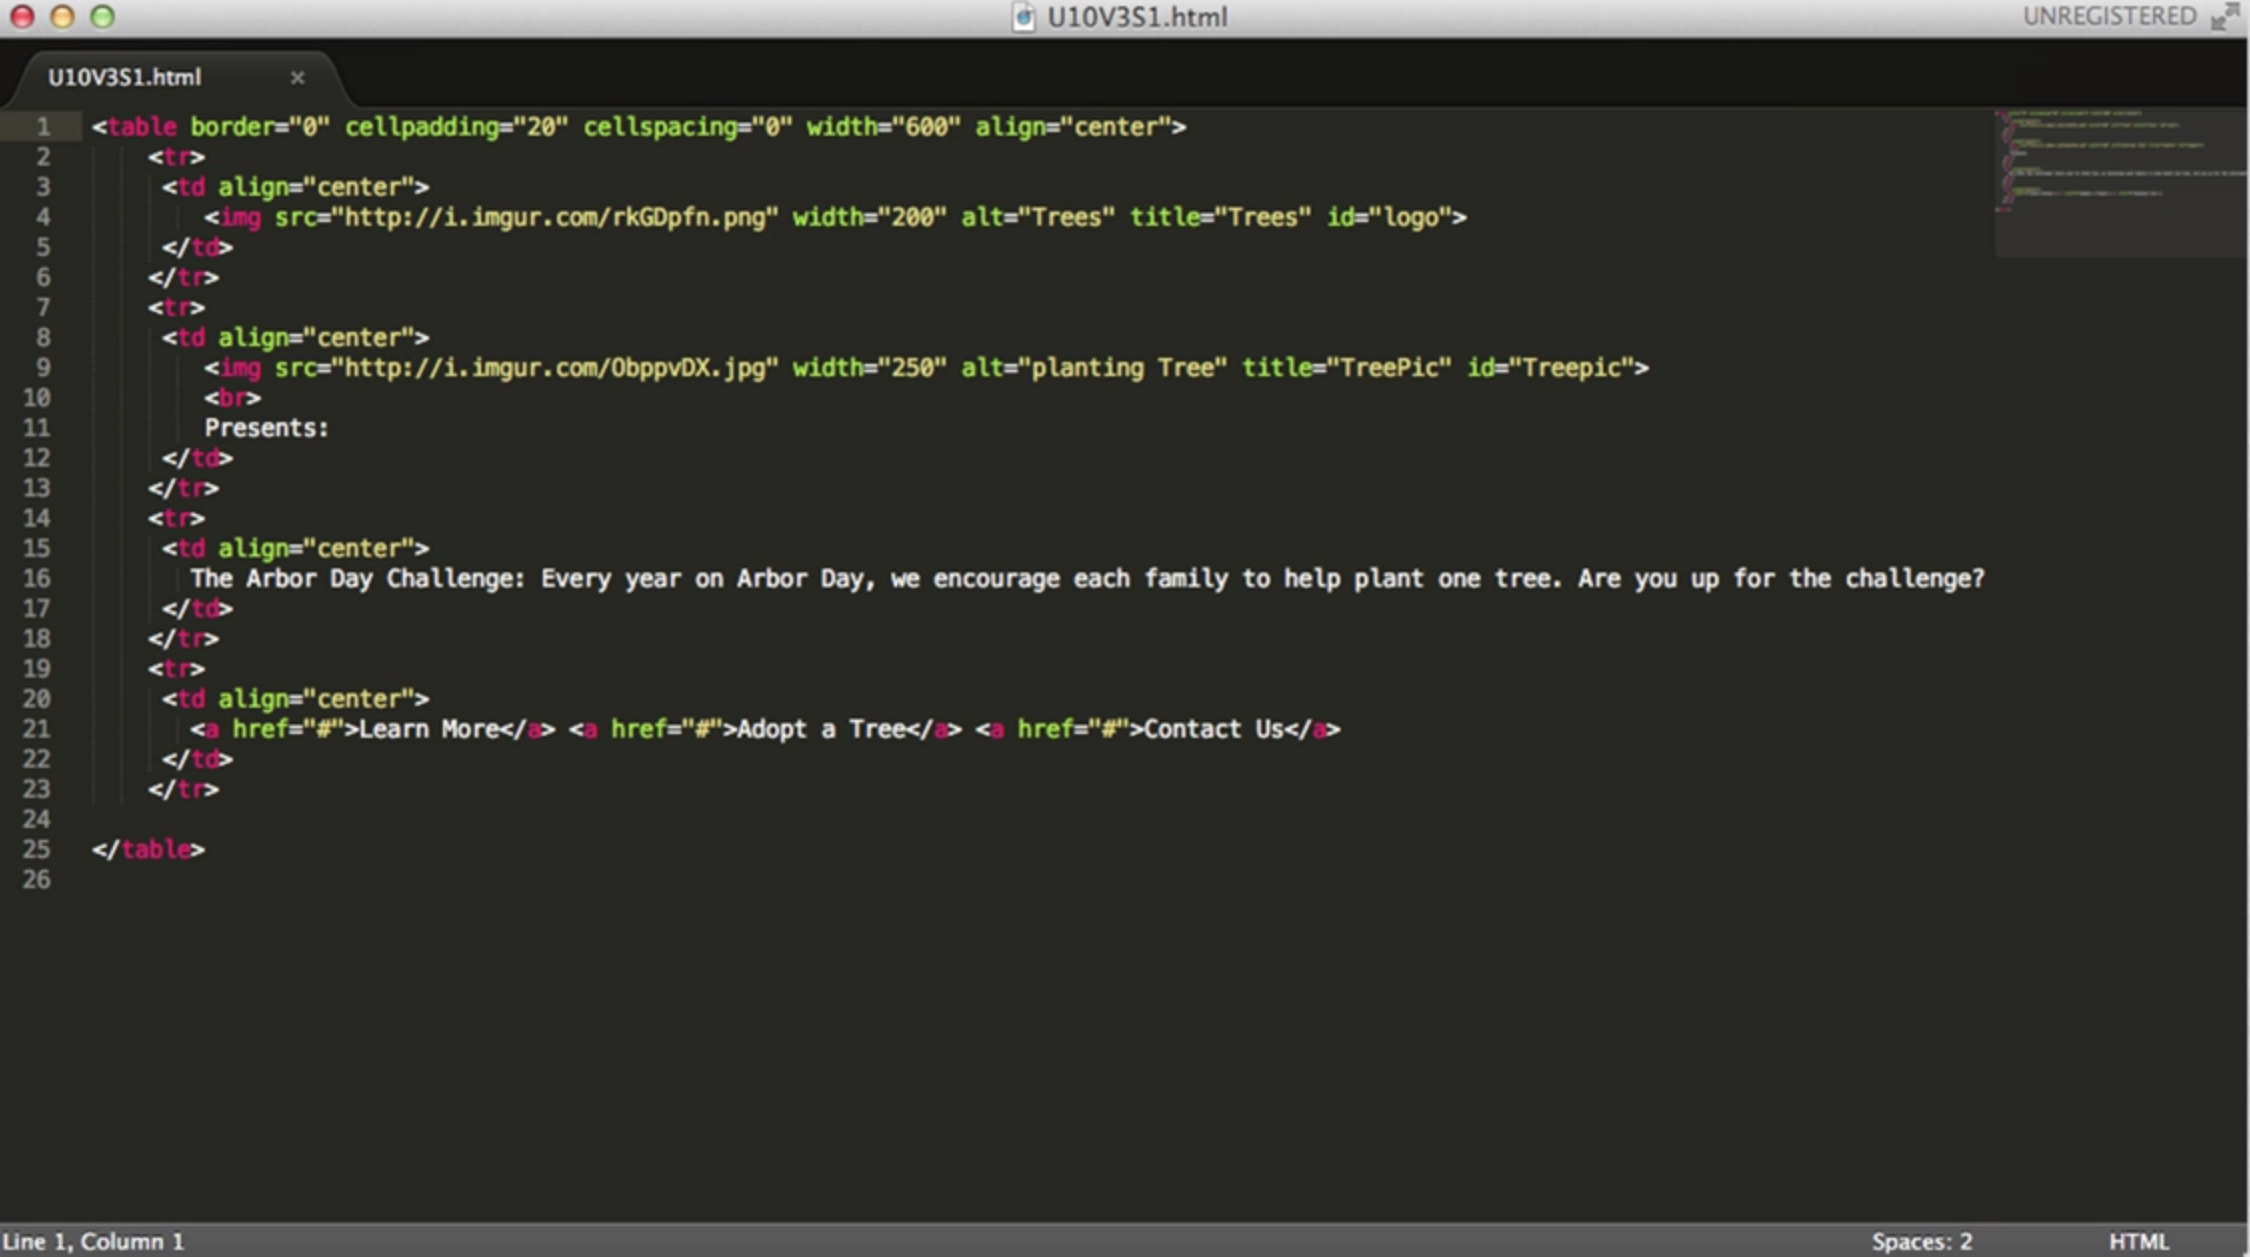 U10V3S1.html
UNREGISTERED
U10V3S1.html ×
1 <table border="0" cellpadding="20" cellspacing="0" width="600" align="center">
2 <tr>
3 <td align="center">
4 <img src="http://i.imgur.com/rkGDpfn.png" width="200" alt="Trees" title="Trees" id="logo">
5 </td>
6 </tr>
7 <tr>
8 <td align="center">
9 <img src="http://i.imgur.com/ObppvDX.jpg" width="250" alt="planting Tree" title="TreePic" id="Treepic">
10 <br>
11 Presents:
12 </td>
13 </tr>
14 <tr>
15 <td align="center">
16 The Arbor Day Challenge: Every year on Arbor Day, we encourage each family to help plant one tree. Are you up for the challenge?
17 </td>
18 </tr>
19 <tr>
20 <td align="center">
21 <a href="#">Learn More</a> <a href="#">Adopt a Tree</a> <a href="#">Contact Us</a>
22 </td>
23 </tr>
24
25 </table>
26
Line 1, Column 1
Spaces: 2
HTML